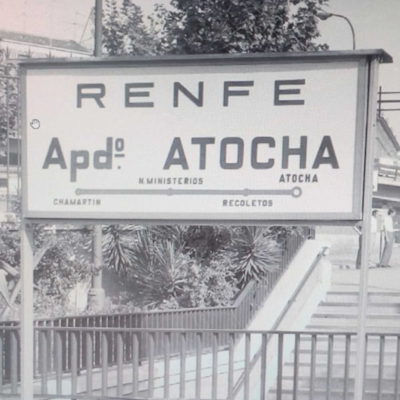 RENFE
Apdº. ATOCHA
N.MINISTERIOS ATOCHA
CHAMARTIN RECOLETOS